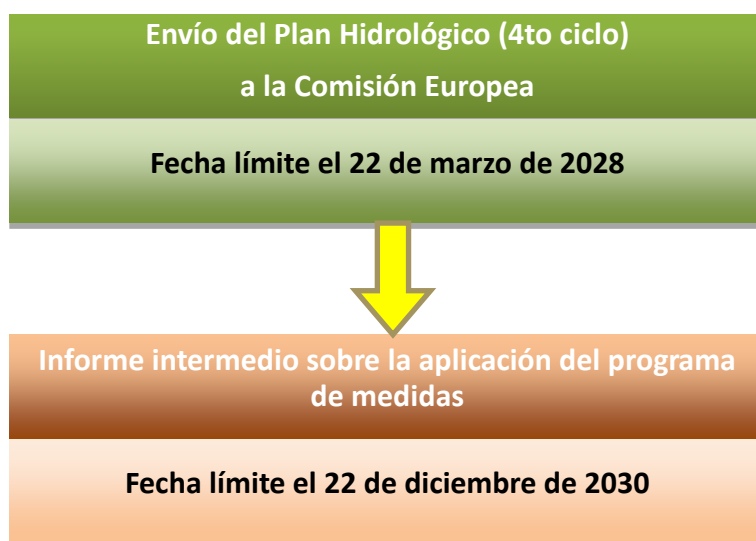 Envío del Plan Hidrológico (4to ciclo)
a la Comisión Europea
Fecha límite el 22 de marzo de 2028
Informe intermedio sobre la aplicación del programa
de medidas
Fecha límite el 22 de diciembre de 2030